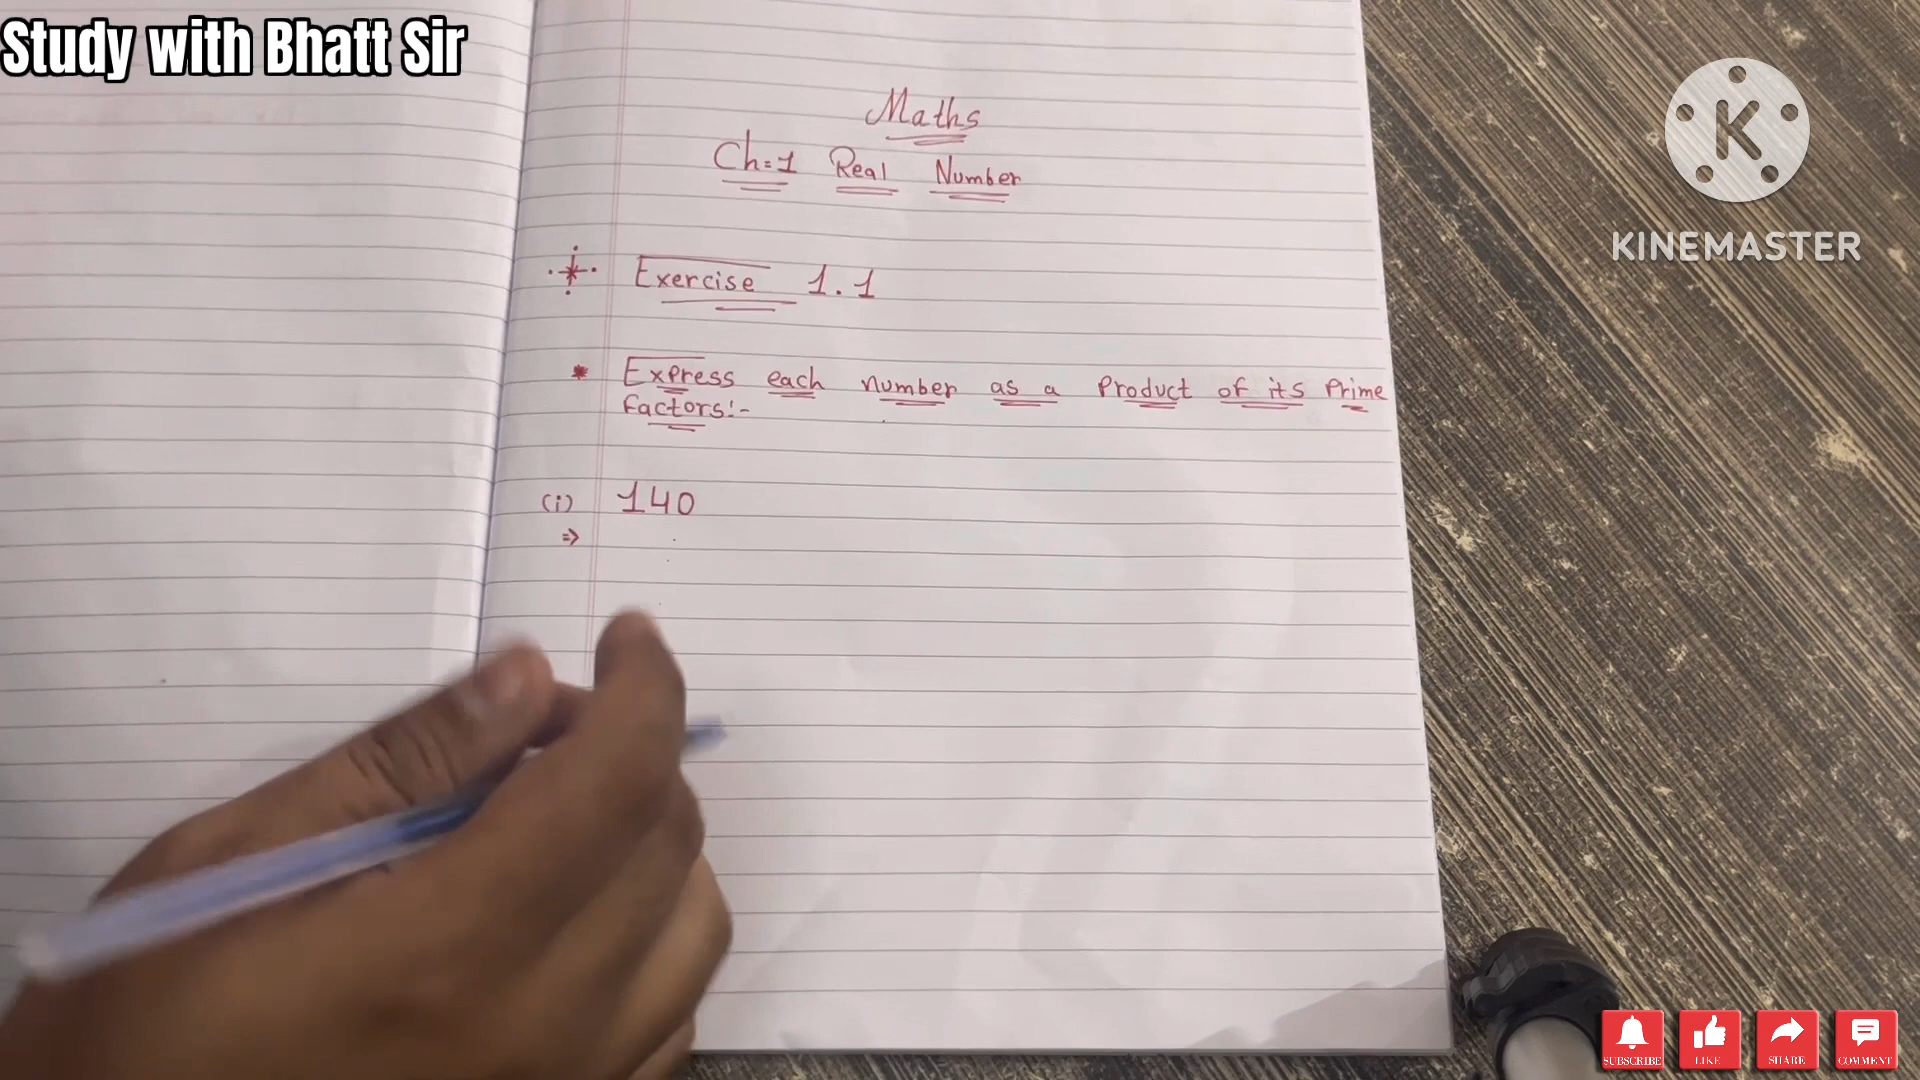 Study with Bhatt Sir
Maths
Ch=1 Real Number
Exercise 1.1
* Express each number as a Product of its Prime
factors:-
(i) 140
⇒
K
KINEMASTER
SUBSCRIBE LIKE SHARE COMMENT